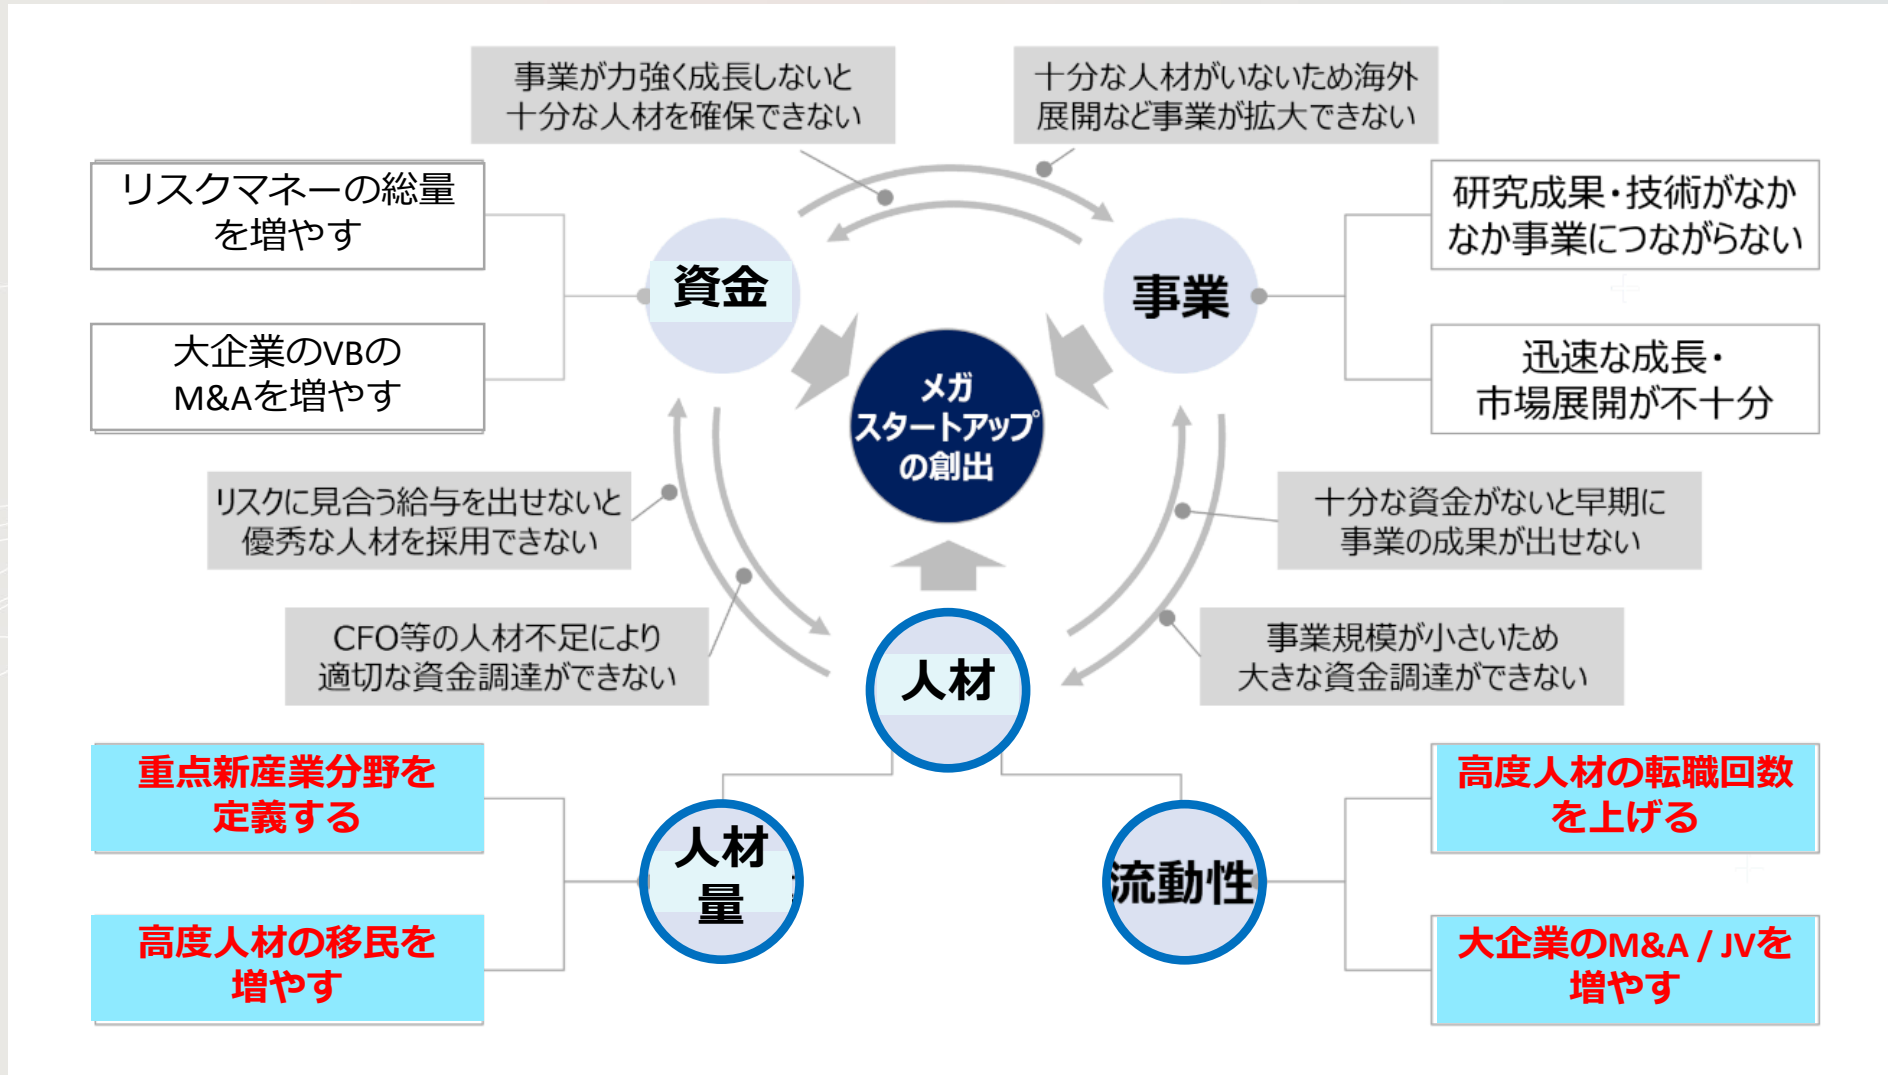 事業が力強く成長しないと
十分な人材を確保できない
十分な人材がいないため海外
展開など事業が拡大できない
リスクマネーの総量
を増やす
大企業のVBの
M&Aを増やす
資金
事業
研究成果・技術がなか
なか事業につながらない
迅速な成長・
市場展開が不十分
メガ
スタートアップ
の創出
リスクに見合う給与を出せないと
優秀な人材を採用できない
CFO等の人材不足により
適切な資金調達ができない
十分な資金がないと早期に
事業の成果が出せない
事業規模が小さいため
大きな資金調達ができない
人材
重点新産業分野を
定義する
高度人材の移民を
増やす
人材
量
流動性
高度人材の転職回数
を上げる
大企業のM&A / JVを
増やす